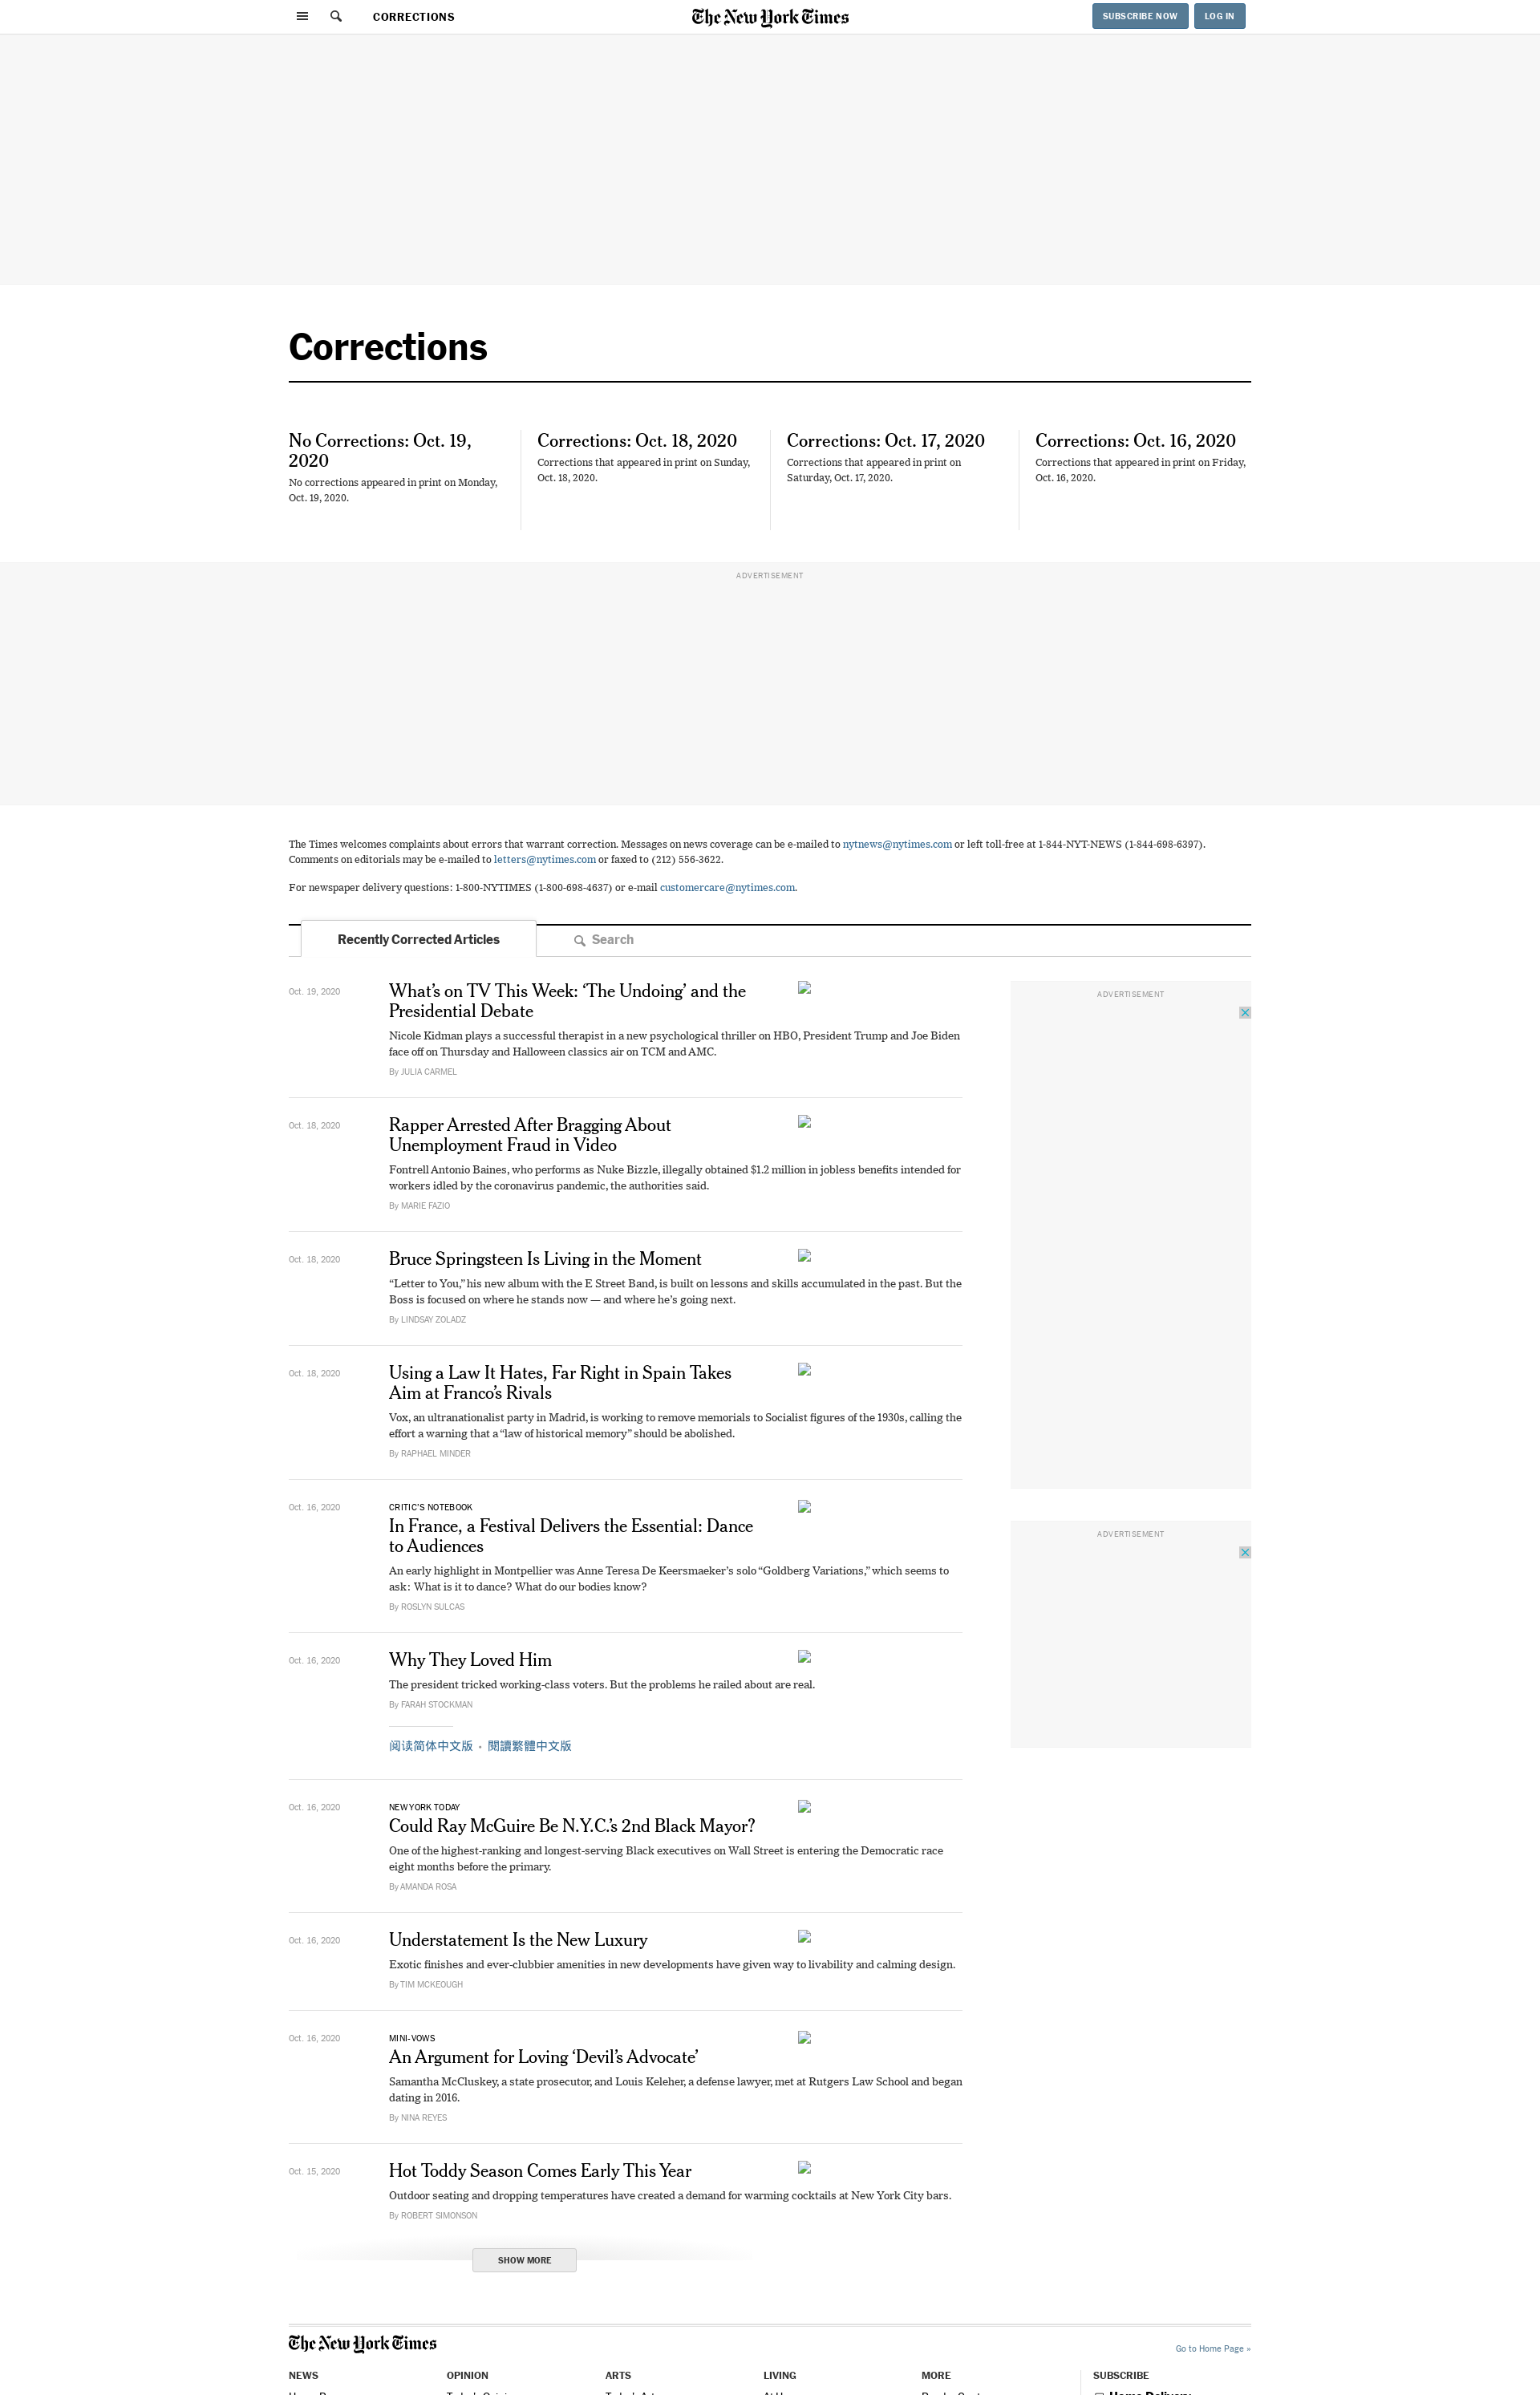 CORRECTIONS
The New York Times
SUBSCRIBE NOW
LOG IN
Corrections
No Corrections: Oct. 19,
2020
No corrections appeared in print on Monday,
Oct. 19, 2020.
Corrections: Oct. 18, 2020
Corrections that appeared in print on Sunday,
Oct. 18, 2020.
Corrections: Oct. 17, 2020
Corrections that appeared in print on
Saturday, Oct. 17, 2020.
Corrections: Oct. 16, 2020
Corrections that appeared in print on Friday,
Oct. 16, 2020.
ADVERTISEMENT
The Times welcomes complaints about errors that warrant correction. Messages on news coverage can be e-mailed to nytnews@nytimes.com or left toll-free at 1-844-NYT-NEWS (1-844-698-6397).
Comments on editorials may be e-mailed to letters@nytimes.com or faxed to (212) 556-3622.
For newspaper delivery questions: 1-800-NYTIMES (1-800-698-4637) or e-mail customercare@nytimes.com.
Recently Corrected Articles
Search
ADVERTISEMENT
Oct. 19, 2020
What’s on TV This Week: ‘The Undoing’ and the
Presidential Debate
Nicole Kidman plays a successful therapist in a new psychological thriller on HBO, President Trump and Joe Biden
face off on Thursday and Halloween classics air on TCM and AMC.
By JULIA CARMEL
Oct. 18, 2020
Rapper Arrested After Bragging About
Unemployment Fraud in Video
Fontrell Antonio Baines, who performs as Nuke Bizzle, illegally obtained $1.2 million in jobless benefits intended for
workers idled by the coronavirus pandemic, the authorities said.
By MARIE FAZIO
Oct. 18, 2020
Bruce Springsteen Is Living in the Moment
“Letter to You,” his new album with the E Street Band, is built on lessons and skills accumulated in the past. But the
Boss is focused on where he stands now — and where he’s going next.
By LINDSAY ZOLADZ
Oct. 18, 2020
Using a Law It Hates, Far Right in Spain Takes
Aim at Franco’s Rivals
Vox, an ultranationalist party in Madrid, is working to remove memorials to Socialist figures of the 1930s, calling the
effort a warning that a “law of historical memory” should be abolished.
By RAPHAEL MINDER
Oct. 16, 2020
CRITIC’S NOTEBOOK
In France, a Festival Delivers the Essential: Dance
to Audiences
An early highlight in Montpellier was Anne Teresa De Keersmaeker’s solo “Goldberg Variations,” which seems to
ask: What is it to dance? What do our bodies know?
By ROSLYN SULCAS
ADVERTISEMENT
Oct. 16, 2020
Why They Loved Him
The president tricked working-class voters. But the problems he railed about are real.
By FARAH STOCKMAN
阅读简体中文版 • 閱讀繁體中文版
Oct. 16, 2020
NEW YORK TODAY
Could Ray McGuire Be N.Y.C.’s 2nd Black Mayor?
One of the highest-ranking and longest-serving Black executives on Wall Street is entering the Democratic race
eight months before the primary.
By AMANDA ROSA
Oct. 16, 2020
Understatement Is the New Luxury
Exotic finishes and ever-clubbier amenities in new developments have given way to livability and calming design.
By TIM MCKEOUGH
Oct. 16, 2020
MINI-VOWS
An Argument for Loving ‘Devil’s Advocate’
Samantha McCluskey, a state prosecutor, and Louis Keleher, a defense lawyer, met at Rutgers Law School and began
dating in 2016.
By NINA REYES
Oct. 15, 2020
Hot Toddy Season Comes Early This Year
Outdoor seating and dropping temperatures have created a demand for warming cocktails at New York City bars.
By ROBERT SIMONSON
SHOW MORE
The New York Times
Go to Home Page »
NEWS
OPINION
ARTS
LIVING
MORE
SUBSCRIBE